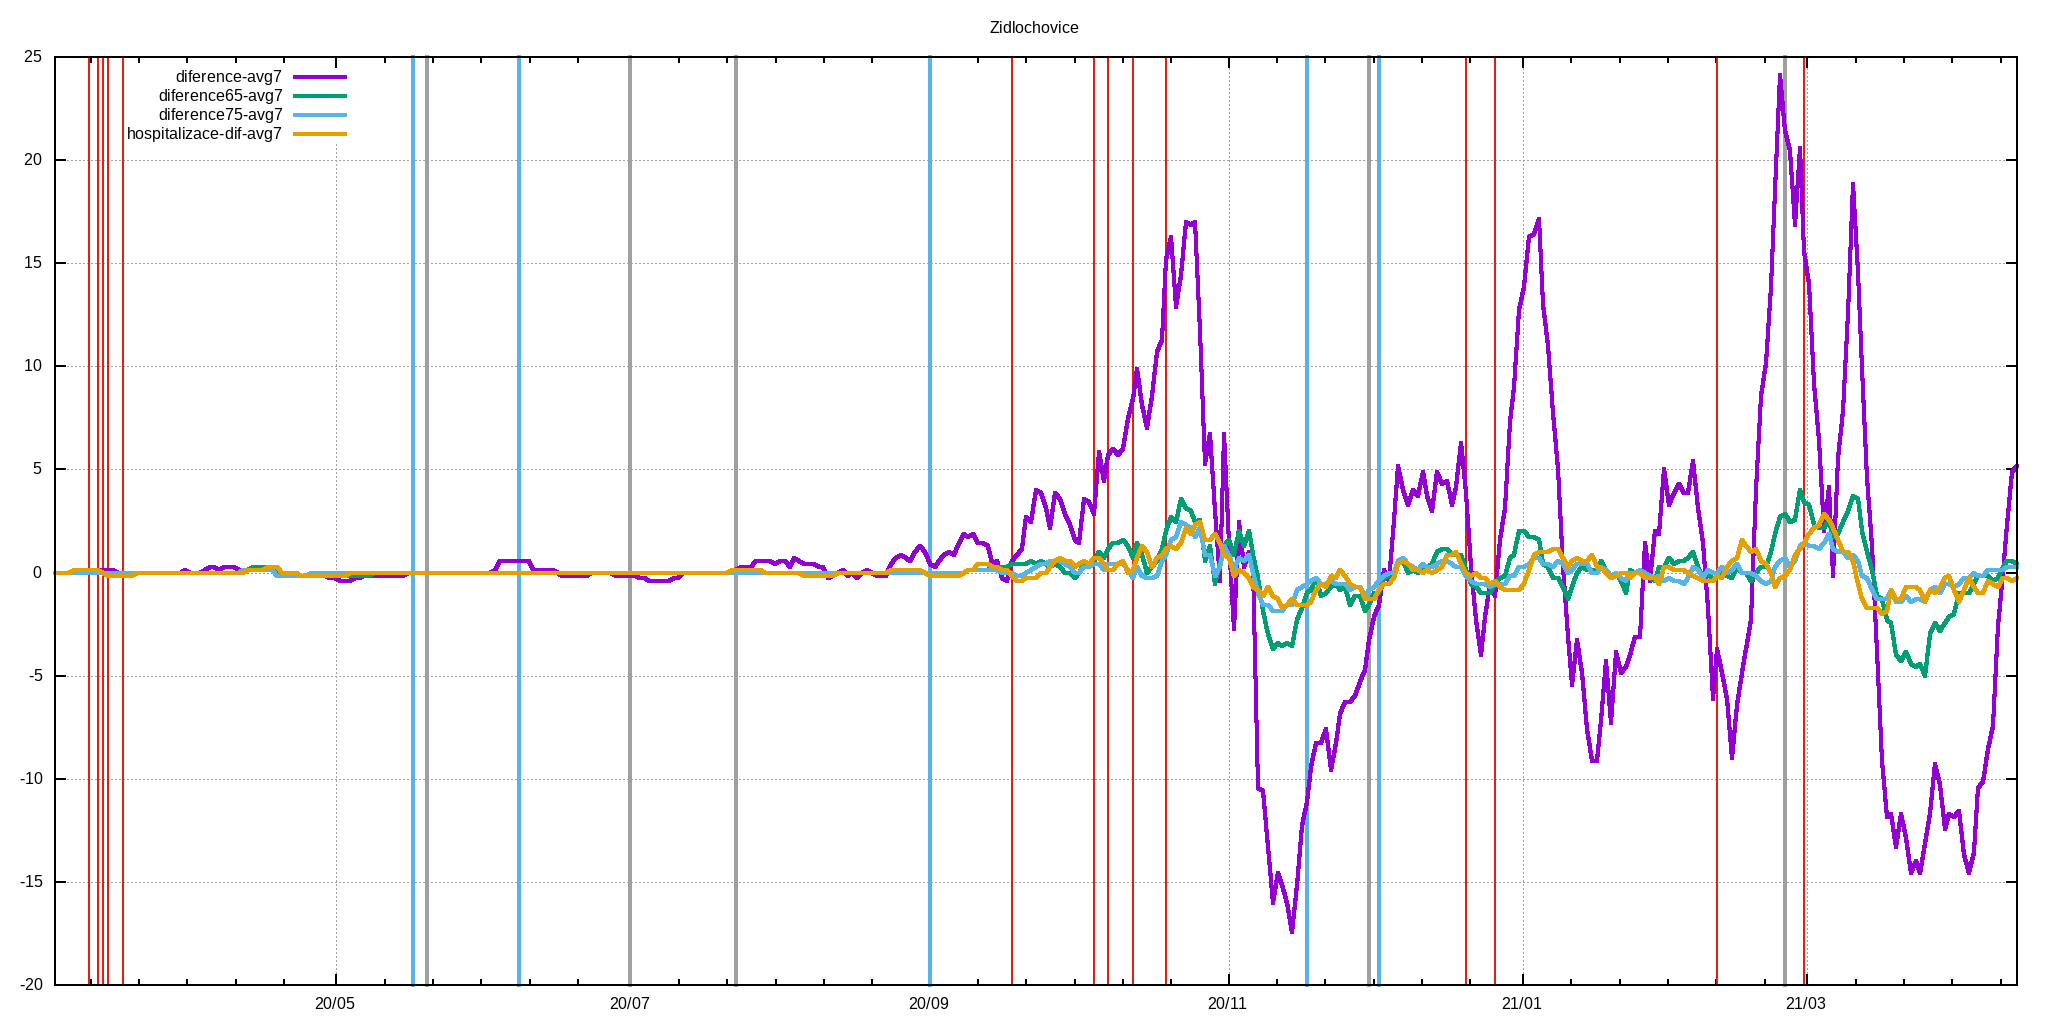 Zidlochovice
25
20
15
10
5
0
-5
-10
-15
-20
diference-avg7
diference65-avg7
diference75-avg7
hospitalizace-dif-avg7
20/05 20/07 20/09 20/11 21/01 21/03